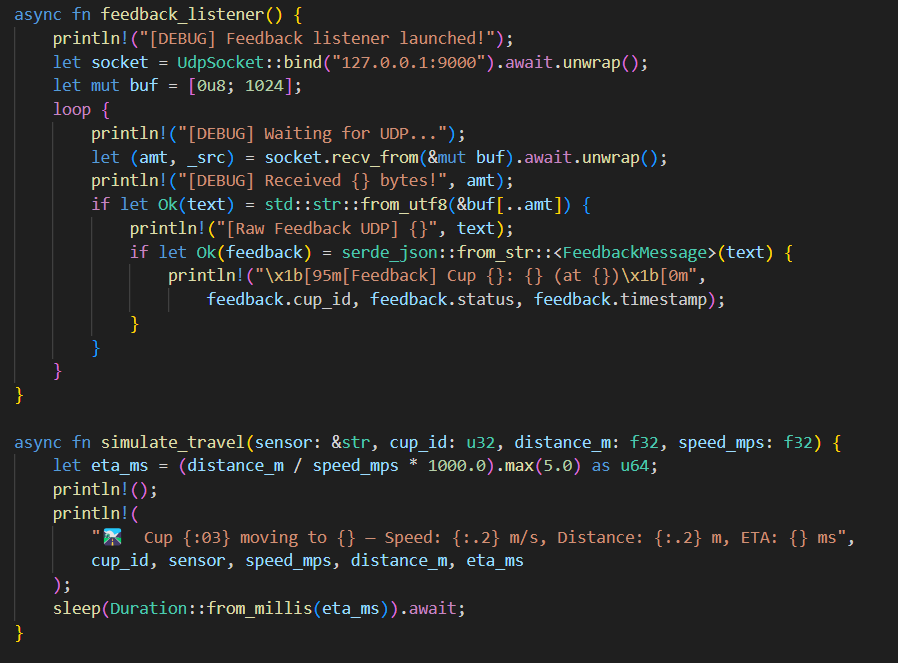 async fn feedback_listener() {
    println!("[DEBUG] Feedback listener launched!");
    let socket = UdpSocket::bind("127.0.0.1:9000").await.unwrap();
    let mut buf = [0u8; 1024];
    loop {
        println!("[DEBUG] Waiting for UDP...");
        let (amt, _src) = socket.recv_from(&mut buf).await.unwrap();
        println!("[DEBUG] Received {} bytes!", amt);
        if let Ok(text) = std::str::from_utf8(&buf[..amt]) {
            println!("[Raw Feedback UDP] {}", text);
            if let Ok(feedback) = serde_json::from_str::<FeedbackMessage>(text) {
                println!("\x1b[95m[Feedback] Cup {}: {} (at {})\x1b[0m",
                    feedback.cup_id, feedback.status, feedback.timestamp);
            }
        }
    }
}

async fn simulate_travel(sensor: &str, cup_id: u32, distance_m: f32, speed_mps: f32) {
    let eta_ms = (distance_m / speed_mps * 1000.0).max(5.0) as u64;
    println!();
    println!(
        "🛣️  Cup {:03} moving to {} — Speed: {:.2} m/s, Distance: {:.2} m, ETA: {} ms",
        cup_id, sensor, speed_mps, distance_m, eta_ms
    );
    sleep(Duration::from_millis(eta_ms)).await;
}